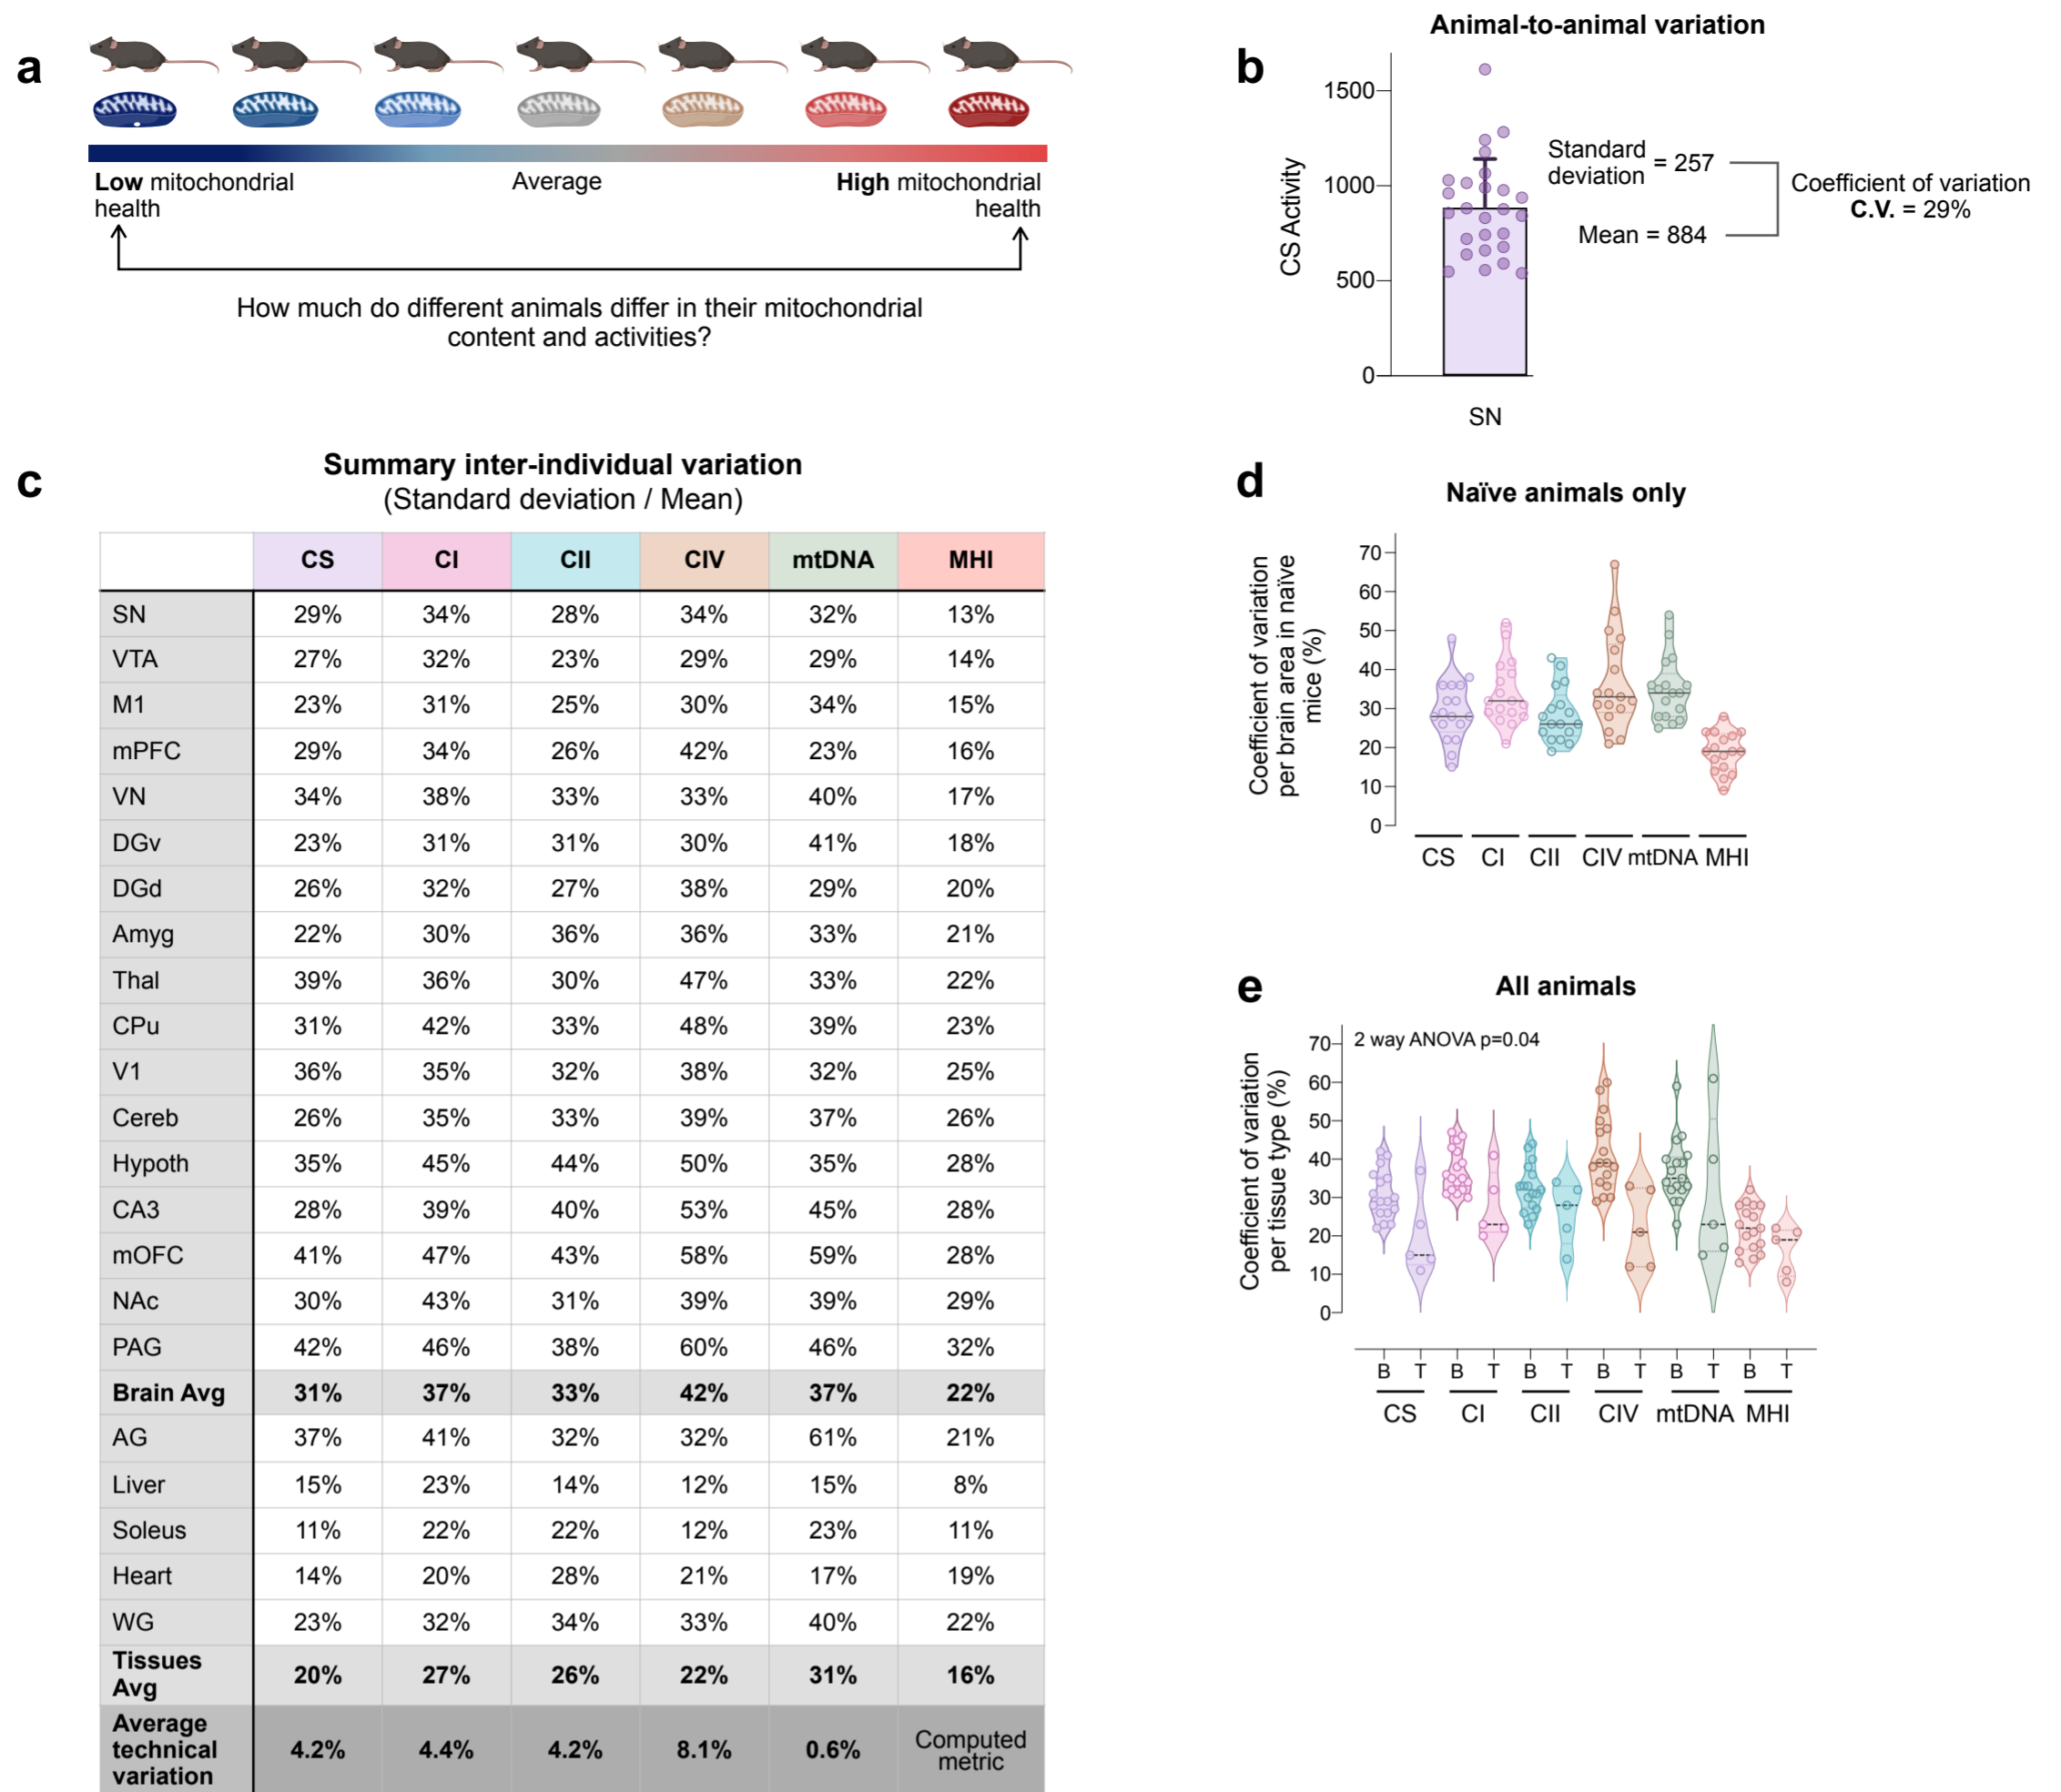 a
Low mitochondrial
health
Average
High mitochondrial
health
How much do different animals differ in their mitochondrial
content and activities?
b
Animal-to-animal variation
CS Activity
1500
1000
500
0
SN
Standard
deviation = 257
Mean = 884
Coefficient of variation
C.V. = 29%
c
Summary inter-individual variation
(Standard deviation / Mean)
CS CI CII CIV mtDNA MHI
SN 29% 34% 28% 34% 32% 13%
VTA 27% 32% 23% 29% 29% 14%
M1 23% 31% 25% 30% 34% 15%
mPFC 29% 34% 26% 42% 23% 16%
VN 34% 38% 33% 33% 40% 17%
DGv 23% 31% 31% 30% 41% 18%
DGd 26% 32% 27% 38% 29% 20%
Amyg 22% 30% 36% 36% 33% 21%
Thal 39% 36% 30% 47% 33% 22%
CPu 31% 42% 33% 48% 39% 23%
V1 36% 35% 32% 38% 32% 25%
Cereb 26% 35% 33% 39% 37% 26%
Hypoth 35% 45% 44% 50% 35% 28%
CA3 28% 39% 40% 53% 45% 28%
mOFC 41% 47% 43% 58% 59% 28%
NAc 30% 43% 31% 39% 39% 29%
PAG 42% 46% 38% 60% 46% 32%
Brain Avg 31% 37% 33% 42% 37% 22%
AG 37% 41% 32% 32% 61% 21%
Liver 15% 23% 14% 12% 15% 8%
Soleus 11% 22% 22% 12% 23% 11%
Heart 14% 20% 28% 21% 17% 19%
WG 23% 32% 34% 33% 40% 22%
Tissues
Avg 20% 27% 26% 22% 31% 16%
Average
technical
variation 4.2% 4.4% 4.2% 8.1% 0.6% Computed
metric
d
Naïve animals only
Coefficient of variation
per brain area in naïve
mice (%)
70
60
50
40
30
20
10
0
CS CI CII CIV mtDNA MHI
e
All animals
2 way ANOVA p=0.04
Coefficient of variation
per tissue type (%)
70
60
50
40
30
20
10
0
B T B T B T B T B T B T
CS CI CII CIV mtDNA MHI